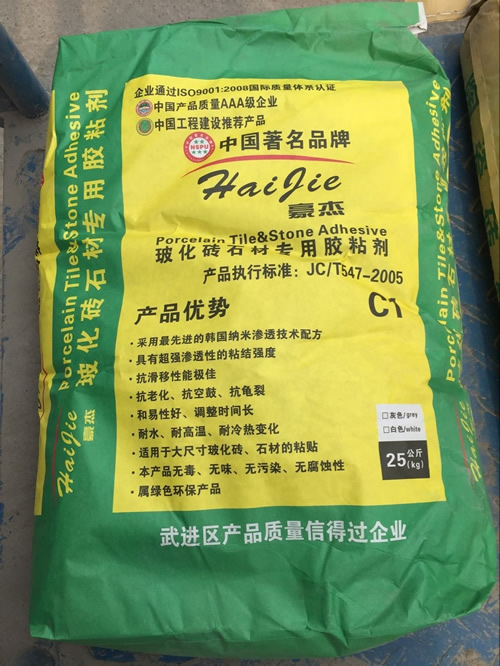 企业通过ISO9001:2008国际质量体系认证
中国产品质量AAA级企业
中国工程建设推荐产品
NSPU
中国著名品牌
HaiJie
豪杰
Porcelain Tile&Stone Adhesive
玻化砖石材专用胶粘剂
产品执行标准：JC/T547-2005
产品优势
C1
·采用最先进的韩国纳米渗透技术配方
·具有超强渗透性的粘结强度
·抗滑移性能极佳
·抗老化、抗空鼓、抗龟裂
·和易性好、调整时间长
·耐水、耐高温、耐冷热变化
·适用于大尺寸玻化砖、石材的粘贴
·本产品无毒、无味、无污染、无腐蚀性
·属绿色环保产品
□灰色/grey
□白色/white
25公斤(kg)
武进区产品质量信得过企业
HaiJie
豪杰
Porcelain Tile&Stone Adhesive
玻化砖石材专用胶粘剂